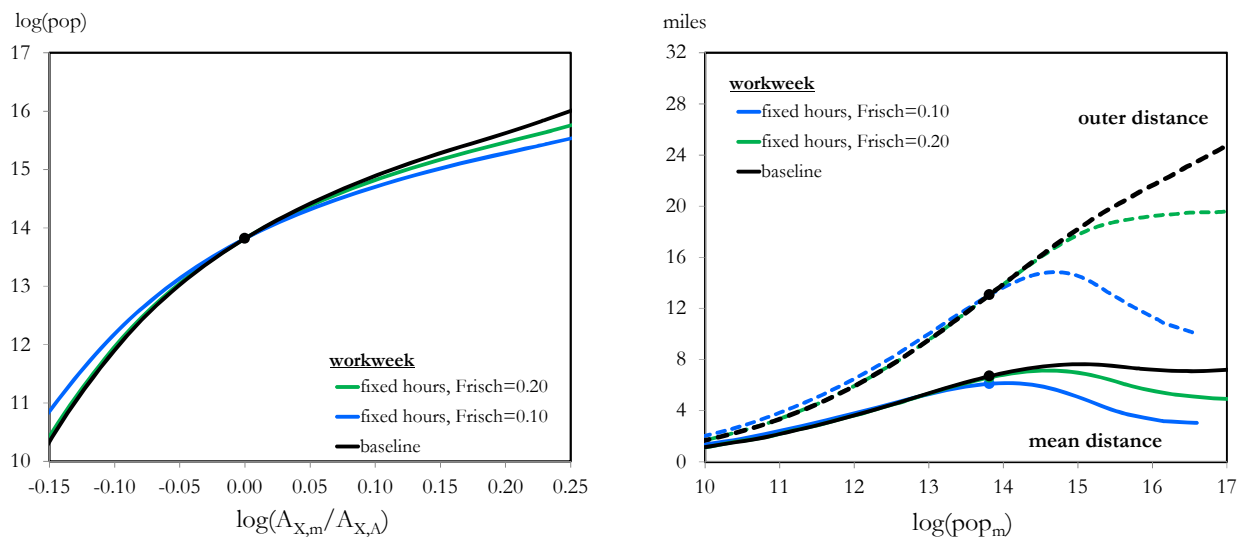 log(pop)
17
16
15
14
13
12
11
10
-0.15 -0.10 -0.05 0.00 0.05 0.10 0.15 0.20 0.25
log(A_X,m/A_X,A)
workweek
fixed hours, Frisch=0.20
fixed hours, Frisch=0.10
baseline
miles
32
28
24
20
16
12
8
4
0
10 11 12 13 14 15 16 17
log(pop_m)
workweek
fixed hours, Frisch=0.10
fixed hours, Frisch=0.20
baseline
outer distance
mean distance